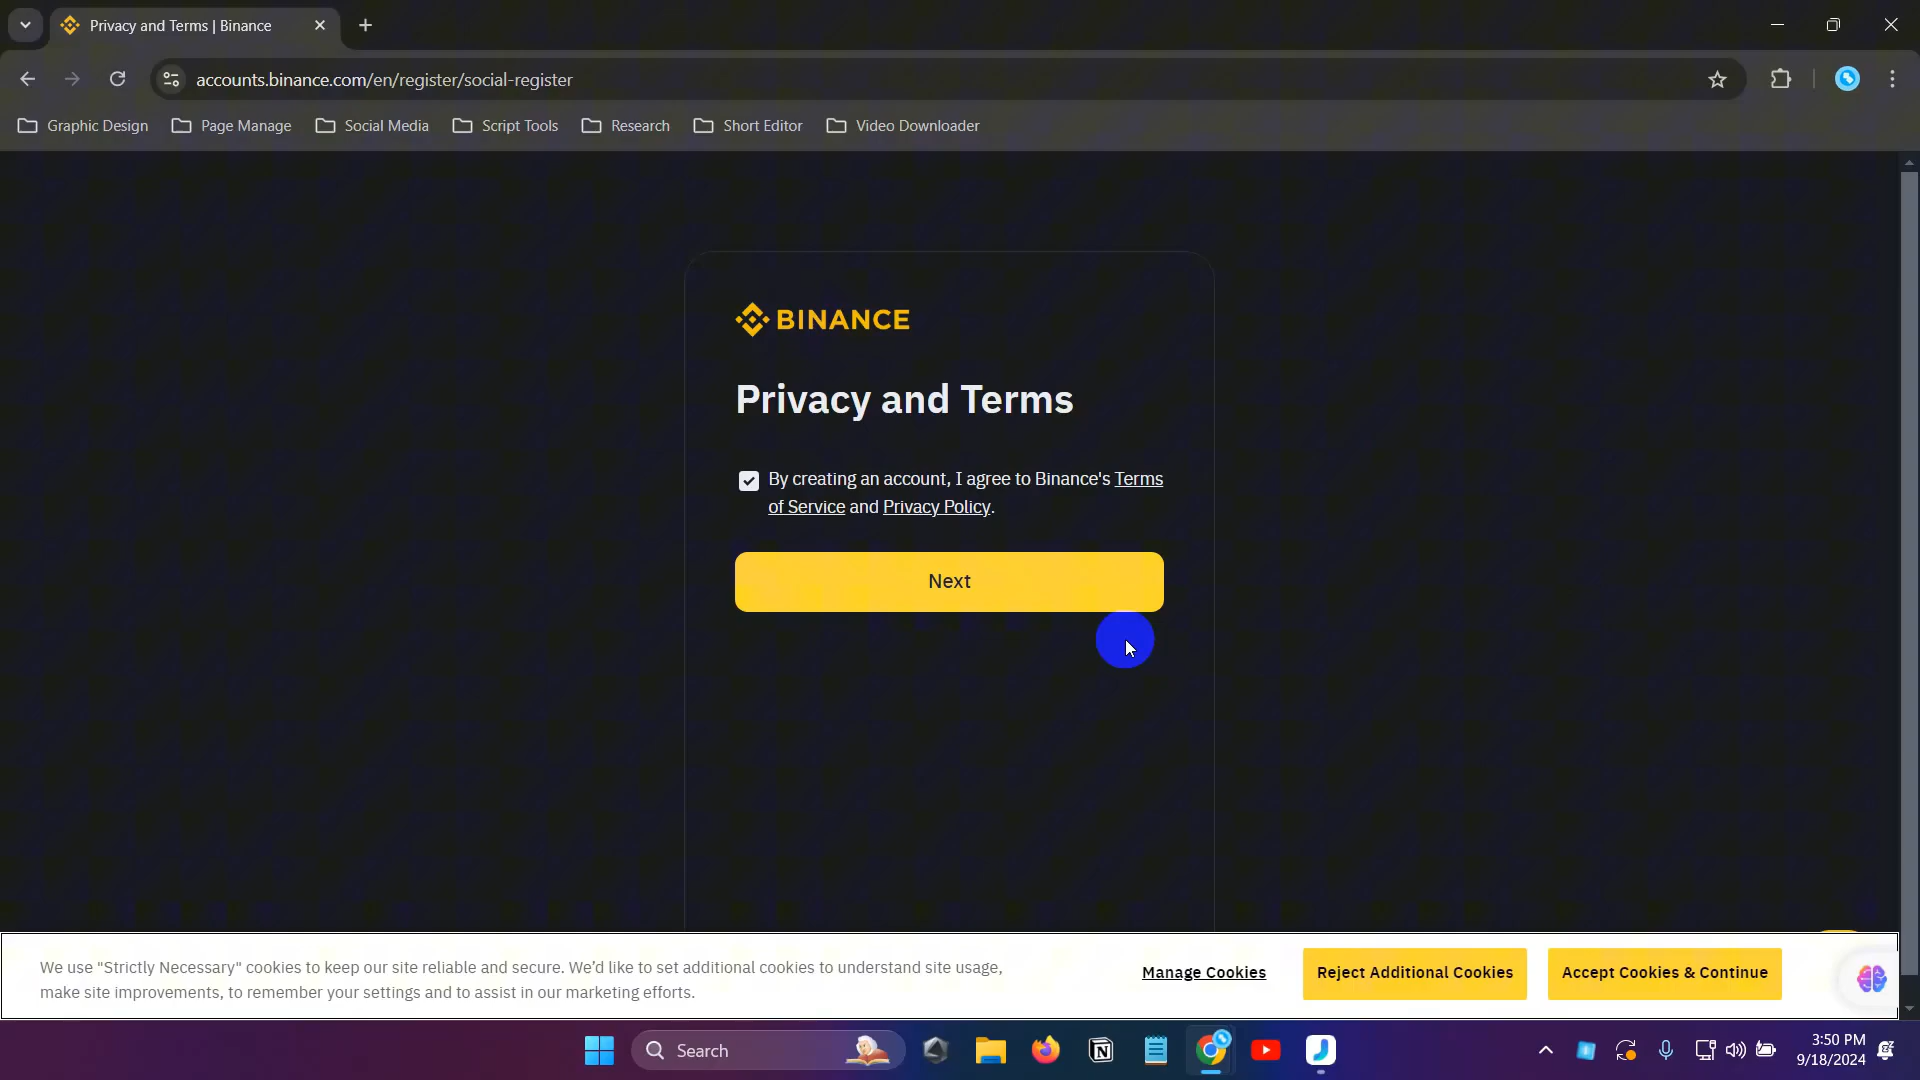 Privacy and Terms | Binance
accounts.binance.com/en/register/social-register
Graphic Design Page Manage Social Media Script Tools Research Short Editor Video Downloader
BINANCE
Privacy and Terms
By creating an account, I agree to Binance's Terms
of Service and Privacy Policy.
Next
We use "Strictly Necessary" cookies to keep our site reliable and secure. We'd like to set additional cookies to understand site usage,
make site improvements, to remember your settings and to assist in our marketing efforts.
Manage Cookies
Reject Additional Cookies
Accept Cookies & Continue
Search
3:50 PM
9/18/2024